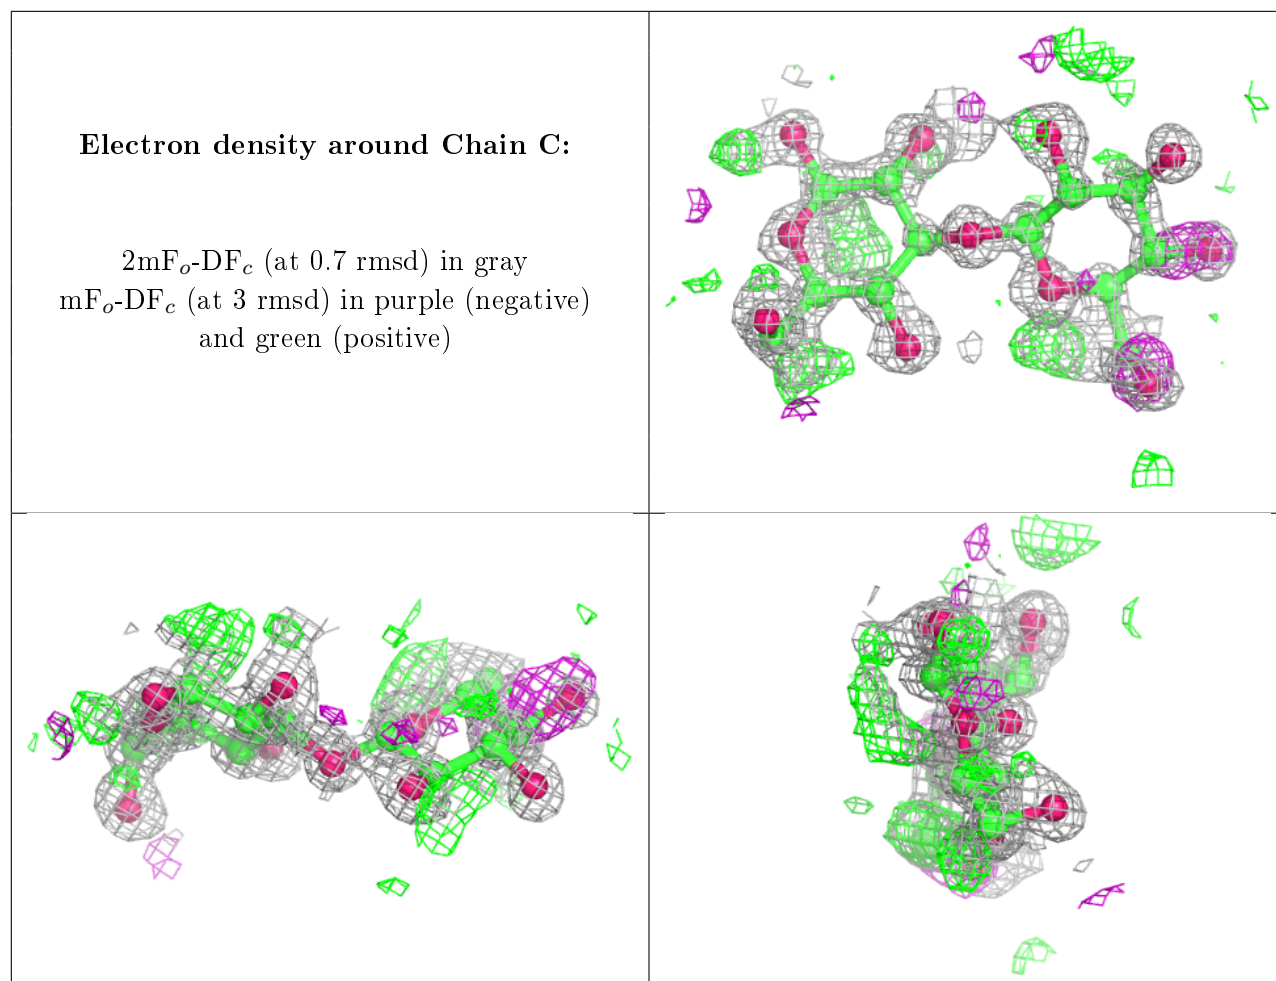 Electron density around Chain C:
2mFo-DFc (at 0.7 rmsd) in gray
mFo-DFc (at 3 rmsd) in purple (negative)
and green (positive)